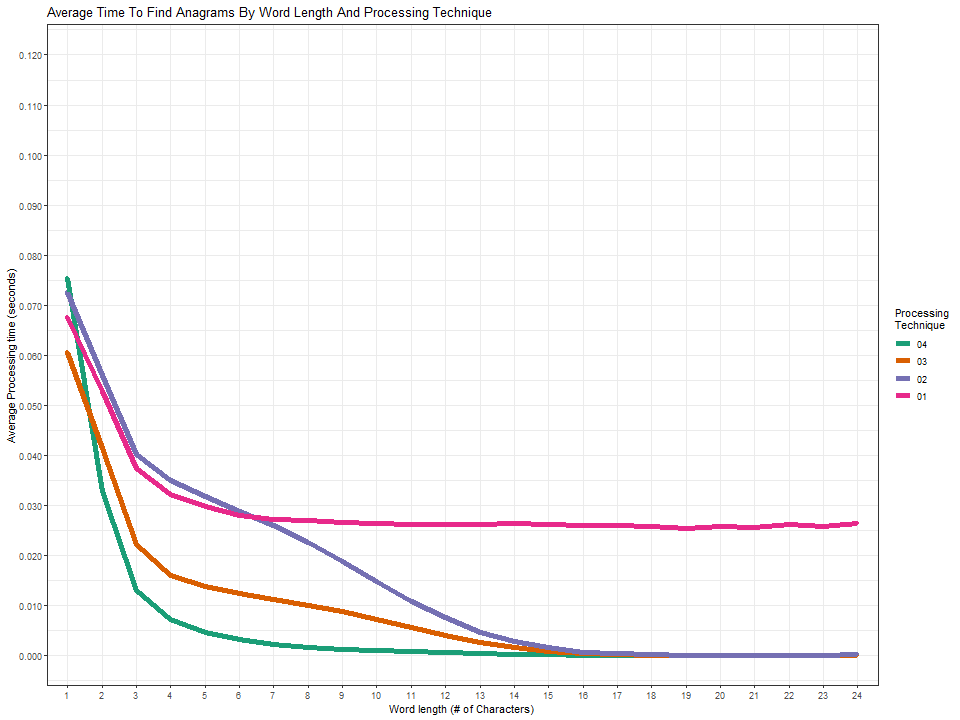 Average Time To Find Anagrams By Word Length And Processing Technique
0.120
0.110
0.100
0.090
0.080
0.070
0.060
0.050
0.040
0.030
0.020
0.010
0.000
Average Processing time (seconds)
1 2 3 4 5 6 7 8 9 10 11 12 13 14 15 16 17 18 19 20 21 22 23 24
Word length (# of Characters)
Processing
Technique
04
03
02
01